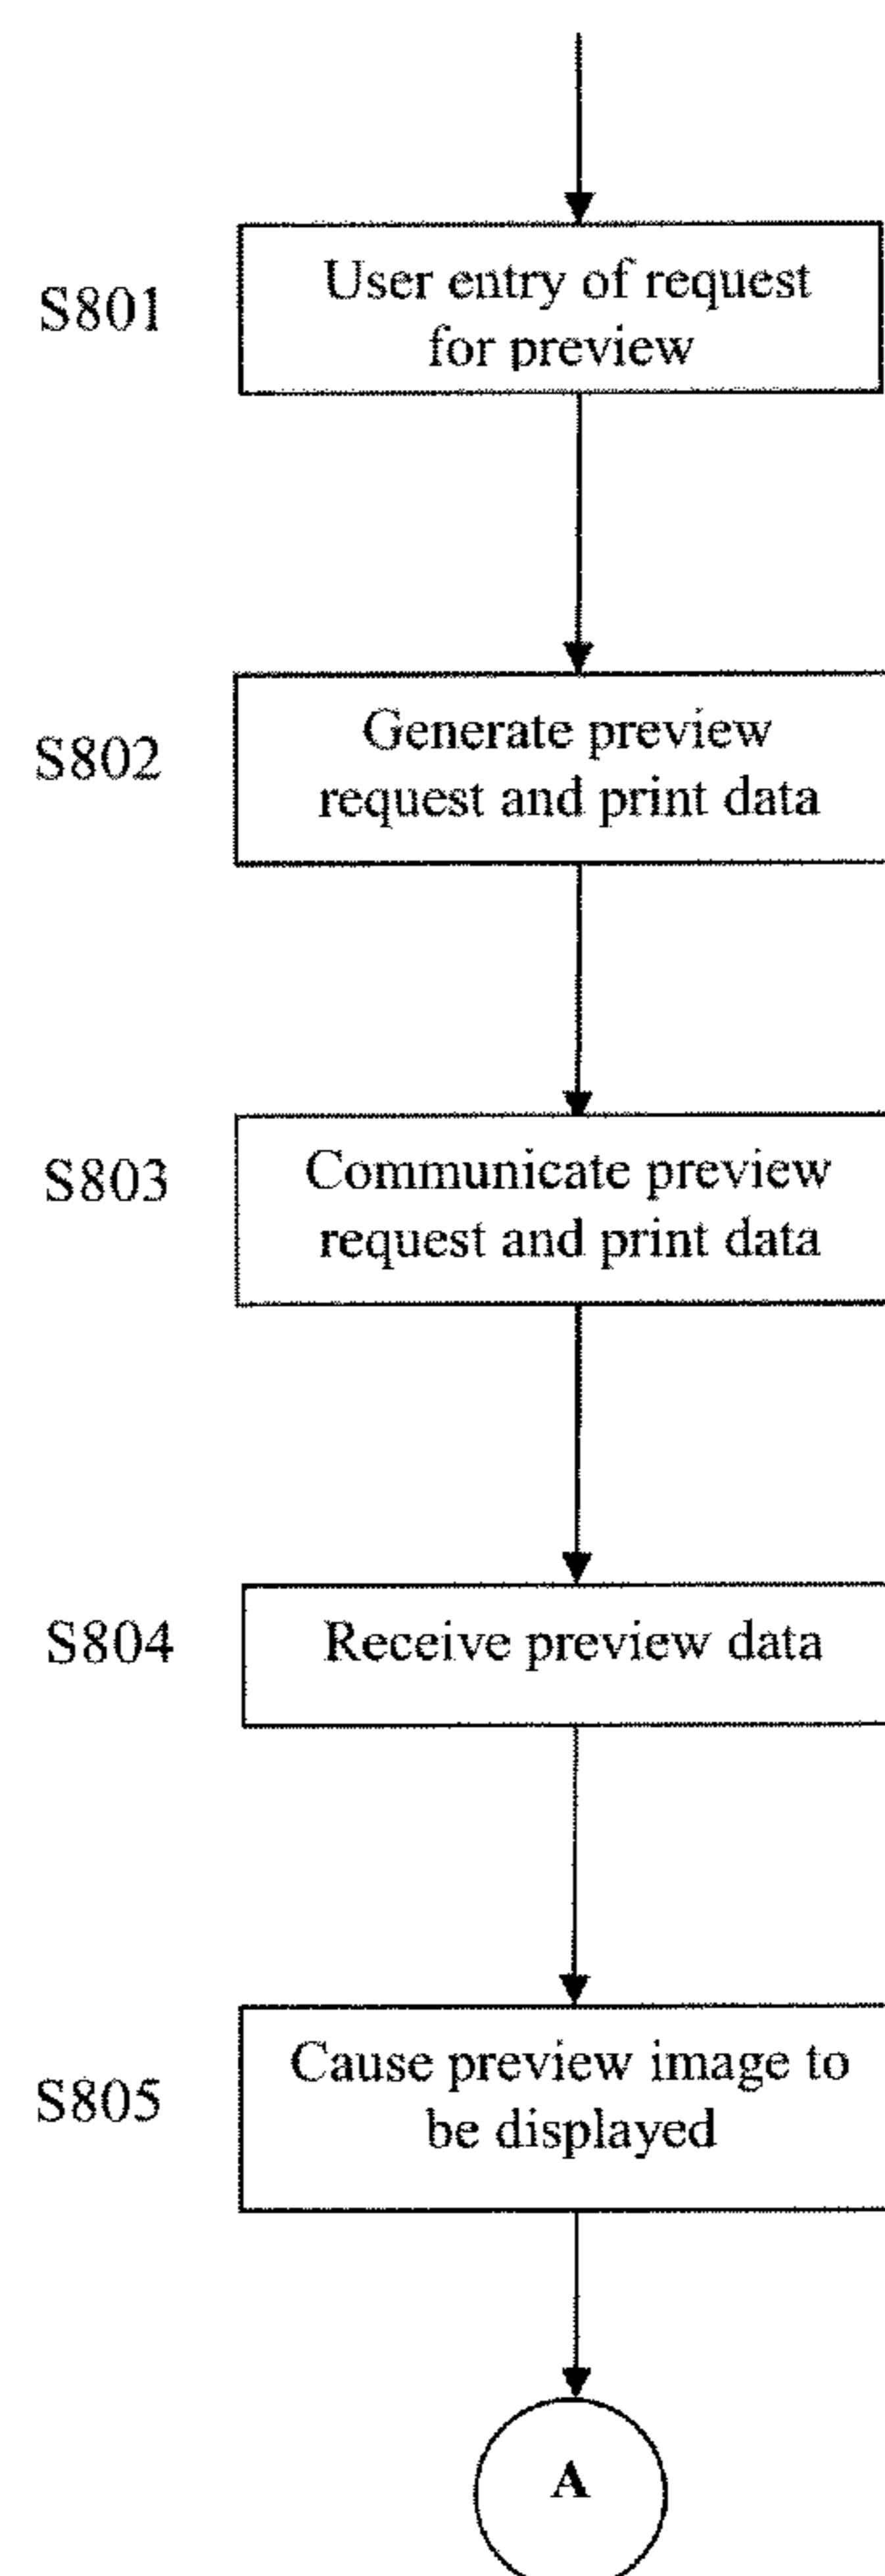 S801
User entry of request
for preview
S802
Generate preview
request and print data
S803
Communicate preview
request and print data
S804
Receive preview data
S805
Cause preview image to
be displayed
A